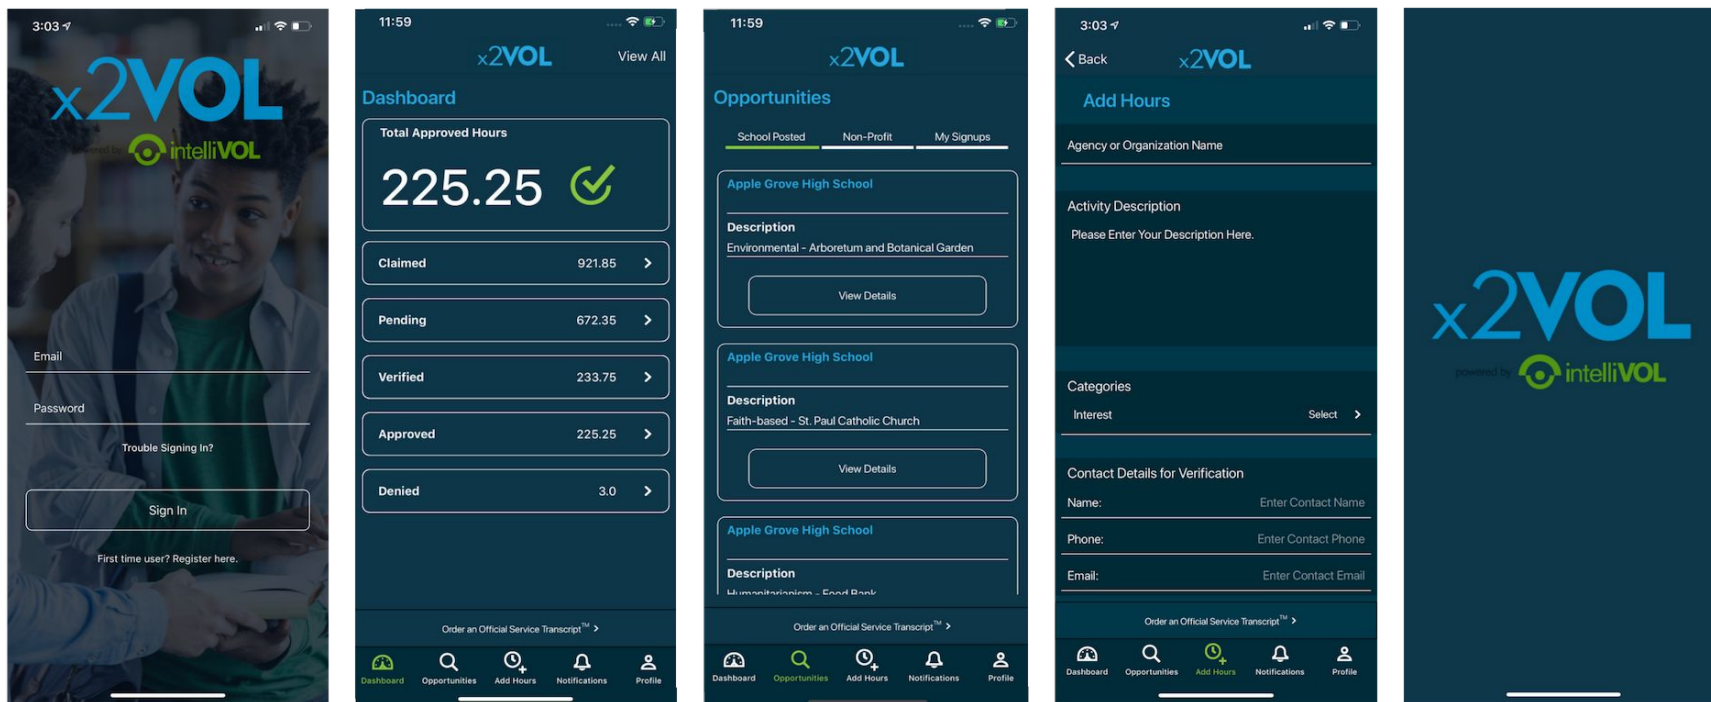 3:03
x2VOL
powered by intelliVOL
Email
Password
Trouble Signing In?
Sign In
First time user? Register here.
11:59
x2VOL
View All
Dashboard
Total Approved Hours
225.25
Claimed 921.85
Pending 672.35
Verified 233.75
Approved 225.25
Denied 3.0
Order an Official Service Transcript™
Dashboard Opportunities Add Hours Notifications Profile
11:59
x2VOL
Opportunities
School Posted Non-Profit My Signups
Apple Grove High School
Description
Environmental - Arboretum and Botanical Garden
View Details
Apple Grove High School
Description
Faith-based - St. Paul Catholic Church
View Details
Apple Grove High School
Description
Humanitarianism - Food Bank
Order an Official Service Transcript™
Dashboard Opportunities Add Hours Notifications Profile
3:03
Back
x2VOL
Add Hours
Agency or Organization Name
Activity Description
Please Enter Your Description Here.
Categories
Interest Select
Contact Details for Verification
Name: Enter Contact Name
Phone: Enter Contact Phone
Email: Enter Contact Email
Order an Official Service Transcript™
Dashboard Opportunities Add Hours Notifications Profile
x2VOL
powered by intelliVOL